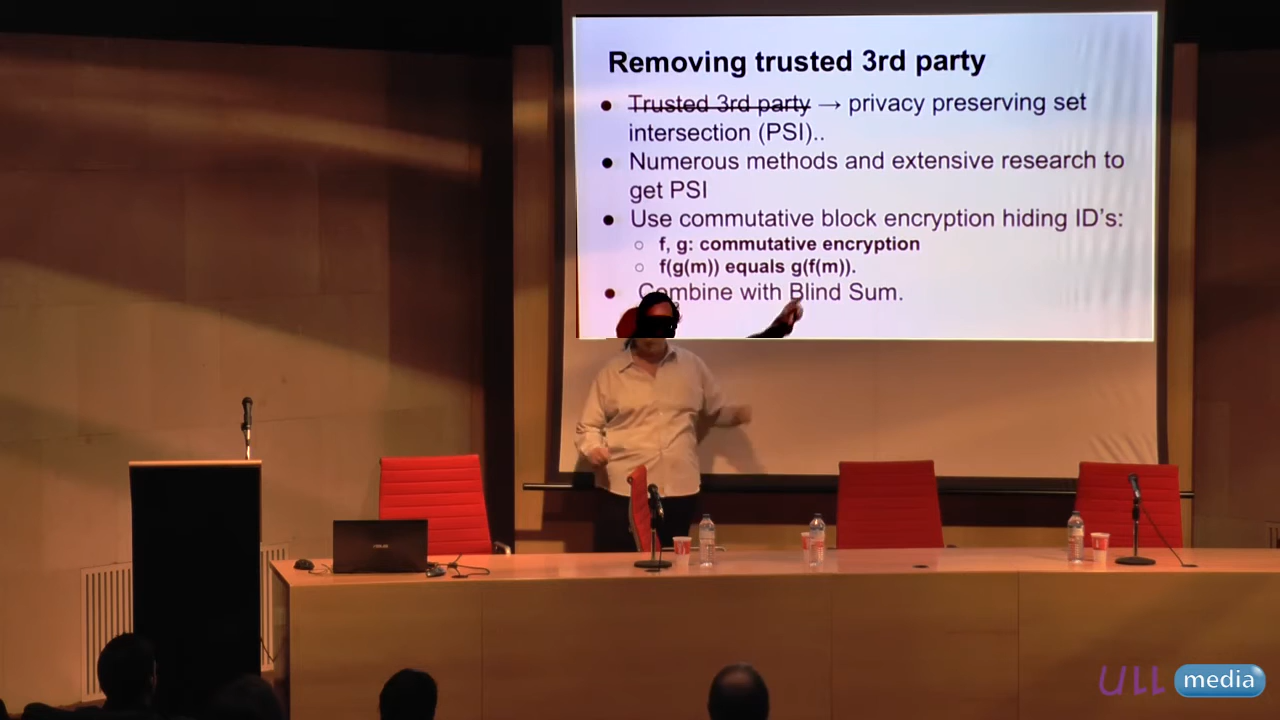 Removing trusted 3rd party
● Trusted 3rd party → privacy preserving set
intersection (PSI)..
● Numerous methods and extensive research to
get PSI
● Use commutative block encryption hiding ID's:
○ f, g: commutative encryption
○ f(g(m)) equals g(f(m)).
● Combine with Blind Sum.
ASUS
ULL media